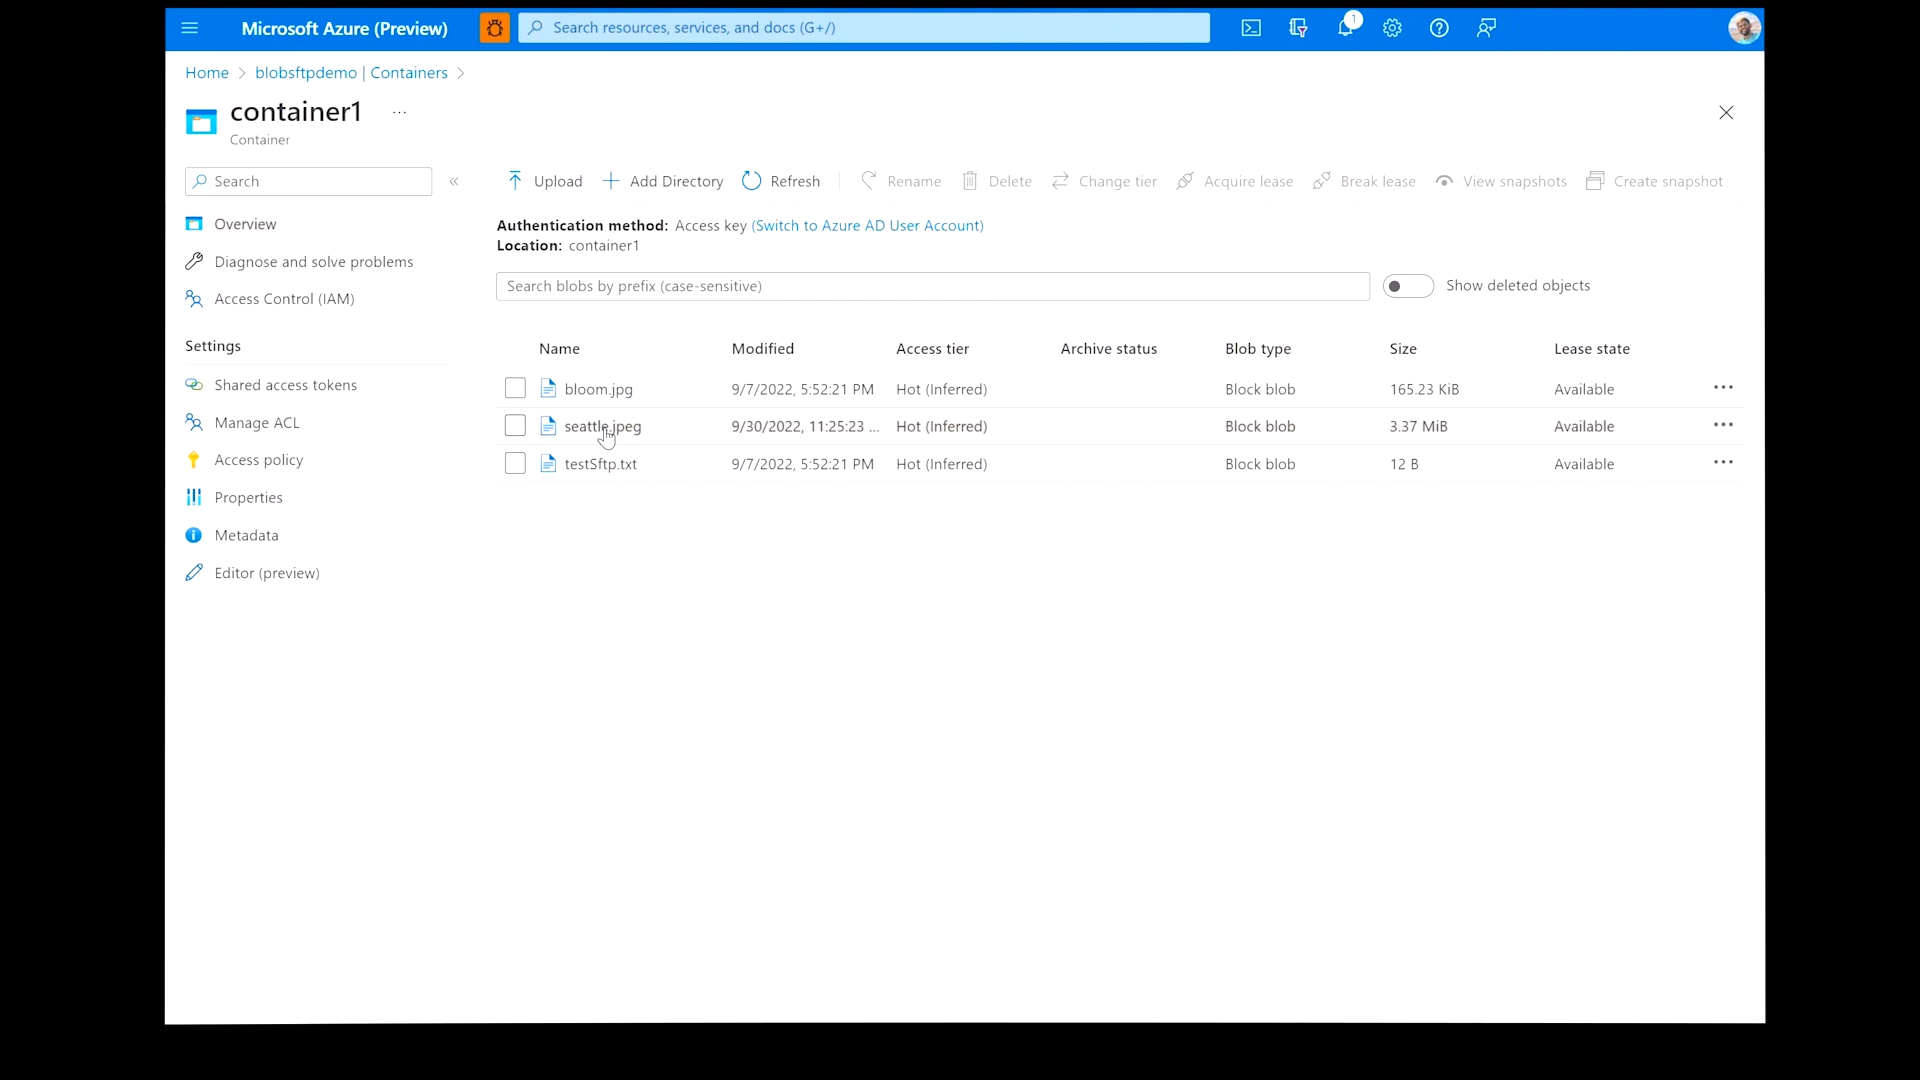 Microsoft Azure (Preview)
Search resources, services, and docs (G+/)
1
Home > blobsftpdemo | Containers >
container1 ...
Container
Search «
Upload Add Directory Refresh Rename Delete Change tier Acquire lease Break lease View snapshots Create snapshot
Overview
Diagnose and solve problems
Access Control (IAM)
Settings
Shared access tokens
Manage ACL
Access policy
Properties
Metadata
Editor (preview)
Authentication method: Access key (Switch to Azure AD User Account)
Location: container1
Search blobs by prefix (case-sensitive) Show deleted objects
Name Modified Access tier Archive status Blob type Size Lease state
bloom.jpg 9/7/2022, 5:52:21 PM Hot (Inferred) Block blob 165.23 KiB Available ...
seattle.jpeg 9/30/2022, 11:25:23 ... Hot (Inferred) Block blob 3.37 MiB Available ...
testSftp.txt 9/7/2022, 5:52:21 PM Hot (Inferred) Block blob 12 B Available ...